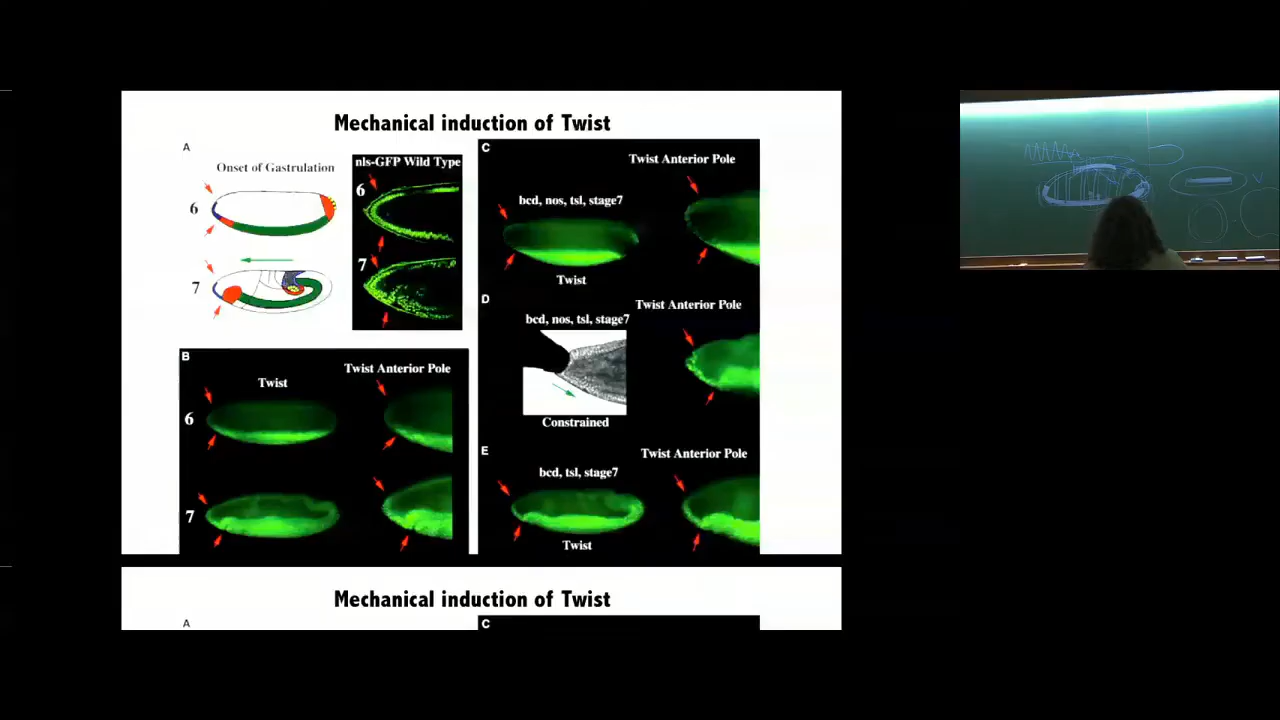 Mechanical induction of Twist
A
Onset of Gastrulation
6
7
nls-GFP Wild Type
6
7
B
Twist
Twist Anterior Pole
6
7
C
Twist Anterior Pole
bcd, nos, tsl, stage7
Twist
D
Twist Anterior Pole
bcd, nos, tsl, stage7
Constrained
E
Twist Anterior Pole
bcd, tsl, stage7
Twist
Mechanical induction of Twist
A
C